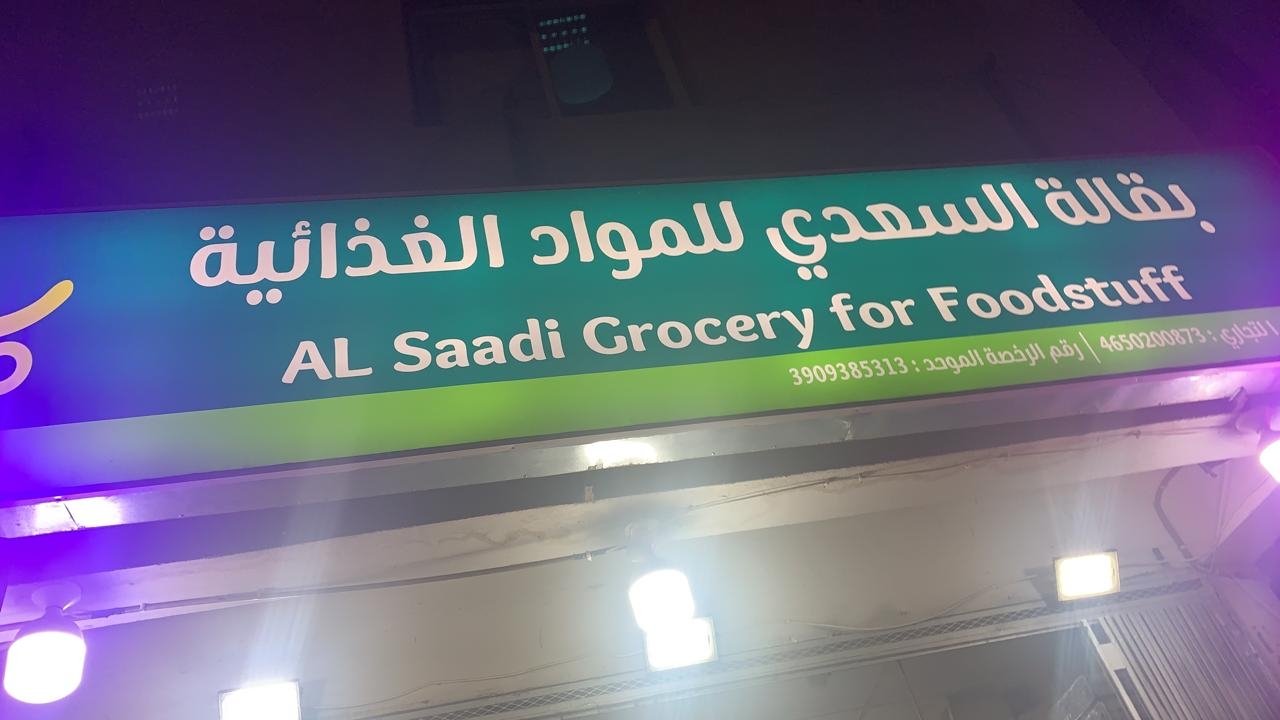 بقالة السعدي للمواد الغذائية
AL Saadi Grocery for Foodstuff
التجاري : 4650200873 | رقم الرخصة الموحد : 3909385313